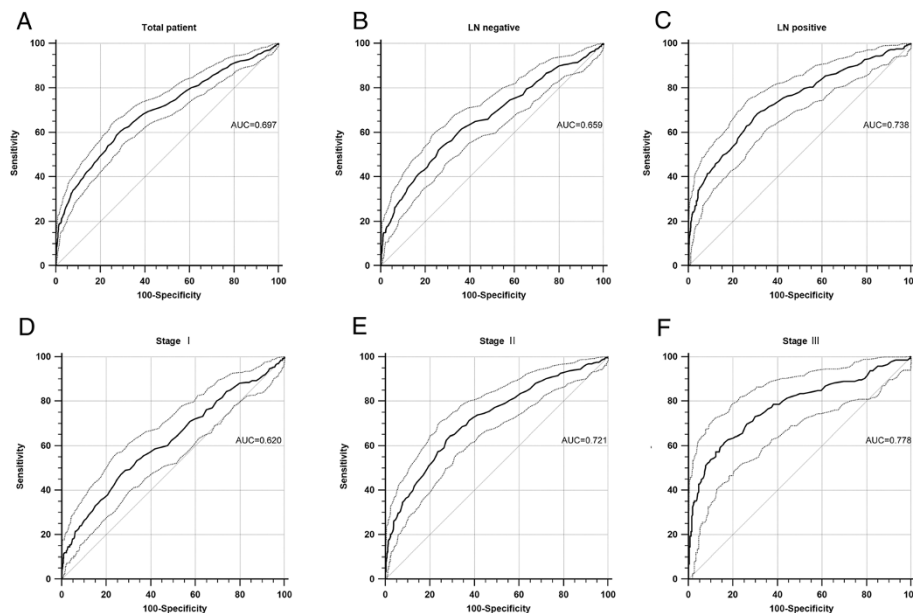 A
Total patient
100
80
60
40
20
0
Sensitivity
AUC=0.697
0 20 40 60 80 100
100-Specificity
B
LN negative
100
80
60
40
20
0
Sensitivity
AUC=0.659
0 20 40 60 80 100
100-Specificity
C
LN positive
100
80
60
40
20
0
Sensitivity
AUC=0.738
0 20 40 60 80 100
100-Specificity
D
Stage Ⅰ
100
80
60
40
20
0
Sensitivity
AUC=0.620
0 20 40 60 80 100
100-Specificity
E
Stage Ⅱ
100
80
60
40
20
0
Sensitivity
AUC=0.721
0 20 40 60 80 100
100-Specificity
F
Stage Ⅲ
100
80
60
40
20
0
Sensitivity
AUC=0.778
0 20 40 60 80 100
100-Specificity